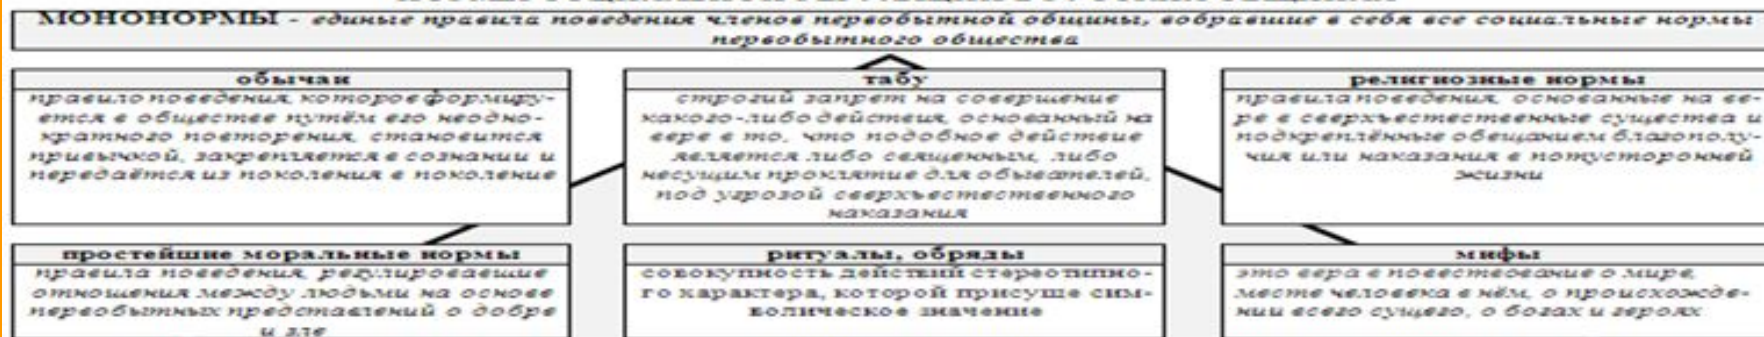 МОНОНОРМЫ - единые правила поведения членов первобытной общины, вобравшие в себя все социальные нормы
первобытного общества
обычаи
правило поведения, которое формиру-
ется в обществе путём его неодно-
кратного повторения, становится
привычкой, закрепляется в сознании и
передаётся из поколения в поколение
табу
строгий запрет на совершение
какого-либо действия, основанный на
вере в то, что подобное действие
является либо священным, либо
несущим проклятие для обывателей,
под угрозой сверхъестественного
наказания
религиозные нормы
правила поведения, основанные на ве-
ре в сверхъестественные существа и
подкреплённые обещанием благополу-
чия или наказания в потусторонней
жизни
простейшие моральные нормы
правила поведения, регулировавшие
отношения между людьми на основе
первобытных представлений о добре
и зле
ритуалы, обряды
совокупность действий стереотипно-
го характера, которой присуще сим-
волическое значение
мифы
это вера в повествование о мире,
месте человека в нём, о происхожде-
нии всего сущего, о богах и героях